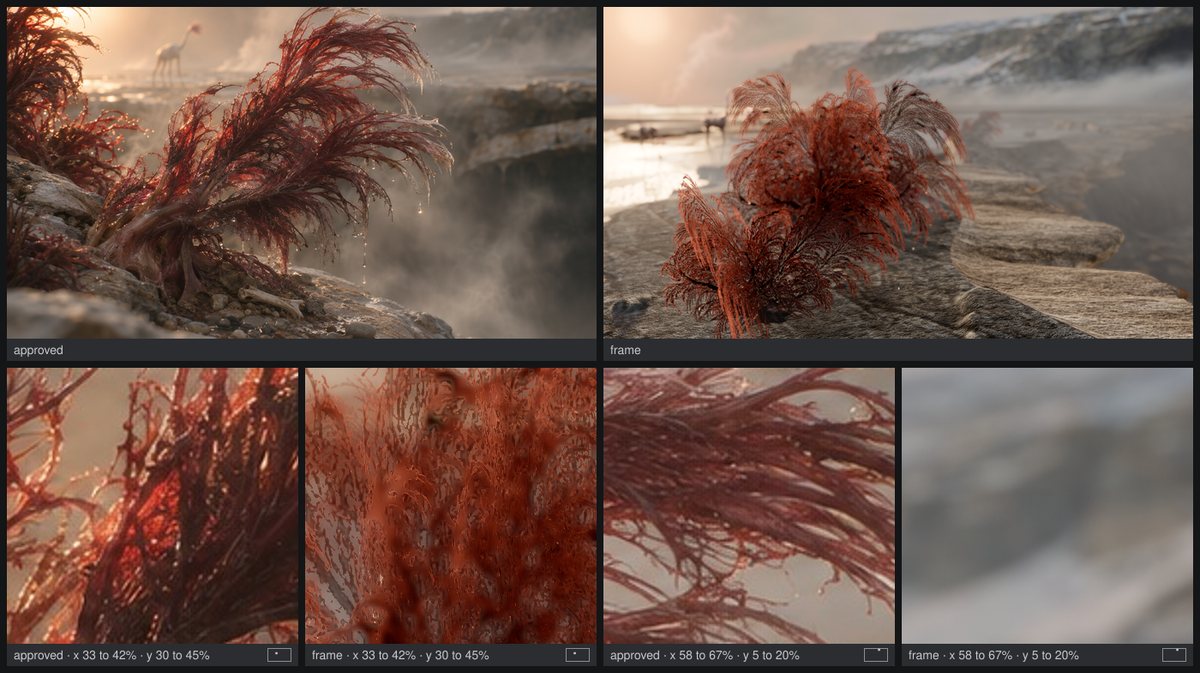 approved
frame
approved · x 33 to 42% · y 30 to 45%
frame · x 33 to 42% · y 30 to 45%
approved · x 58 to 67% · y 5 to 20%
frame · x 58 to 67% · y 5 to 20%